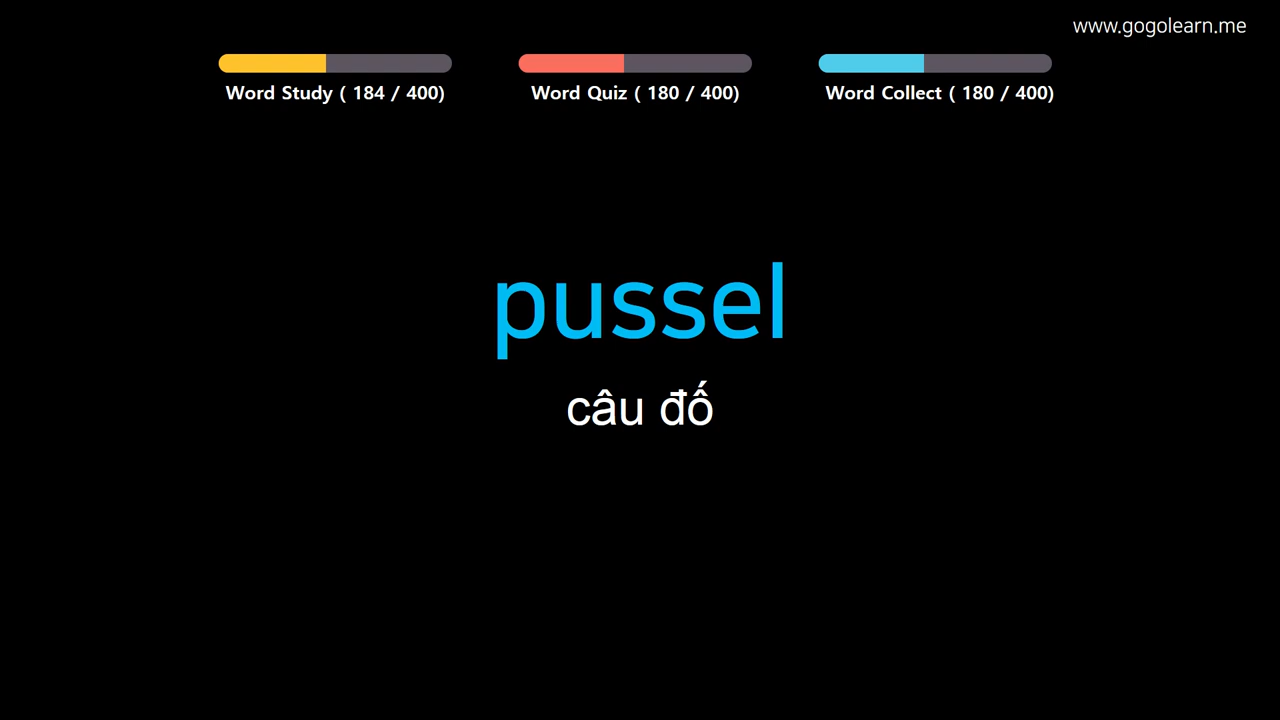 www.gogolearn.me
Word Study ( 184 / 400)
Word Quiz ( 180 / 400)
Word Collect ( 180 / 400)
pussel
câu đố